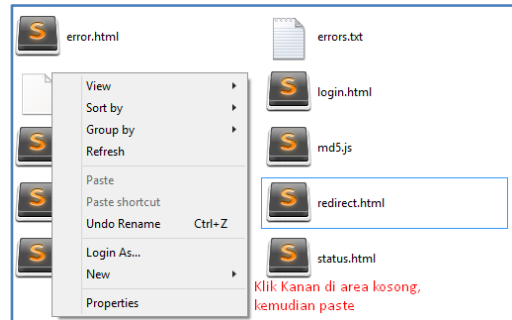 error.html
errors.txt
View
Sort by
Group by
Refresh
Paste
Paste shortcut
Undo Rename Ctrl+Z
Login As...
New
Properties
login.html
md5.js
redirect.html
status.html
Klik Kanan di area kosong,
kemudian paste